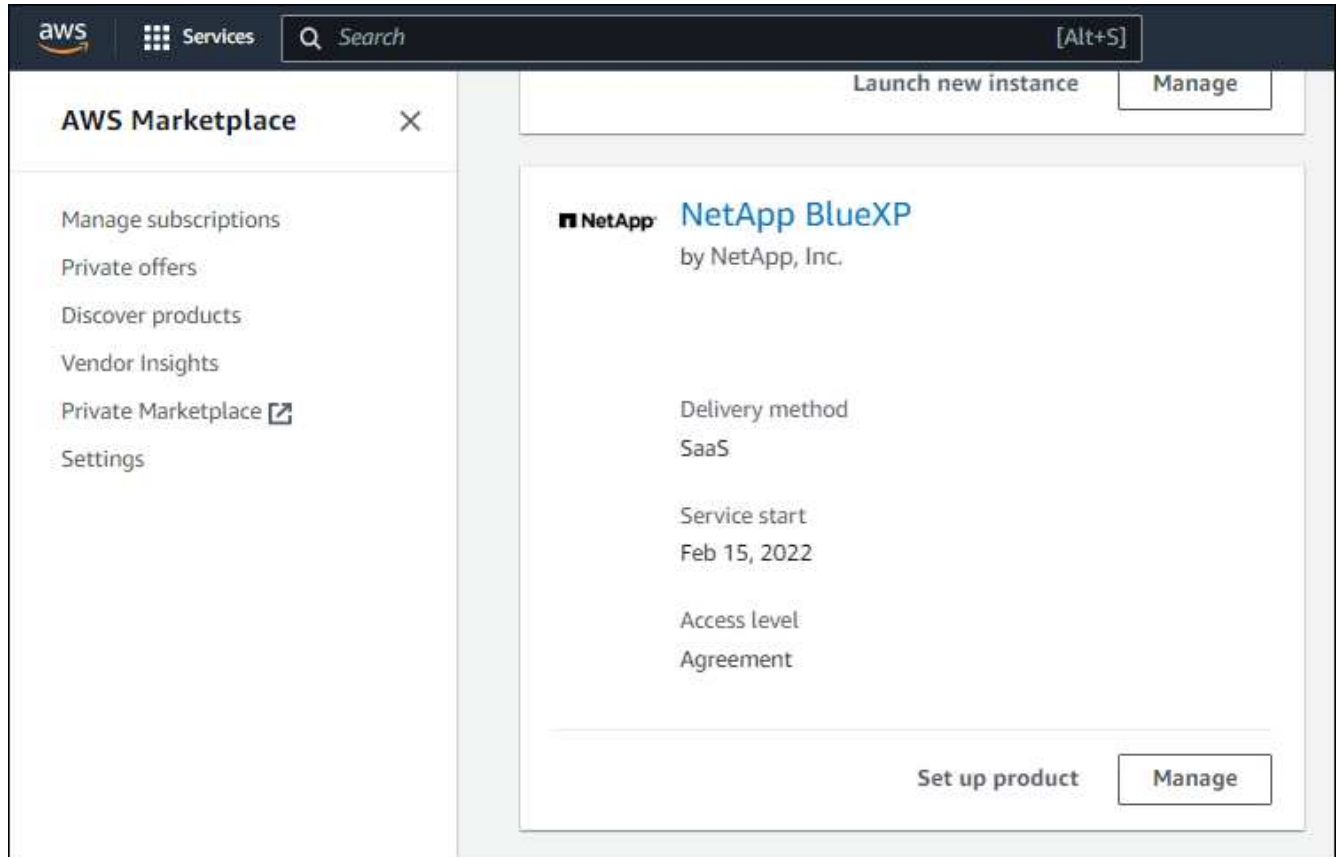 aws
Services
Search
[Alt+S]
AWS Marketplace
Manage subscriptions
Private offers
Discover products
Vendor Insights
Private Marketplace
Settings
Launch new instance
Manage
NetApp
NetApp BlueXP
by NetApp, Inc.
Delivery method
SaaS
Service start
Feb 15, 2022
Access level
Agreement
Set up product
Manage